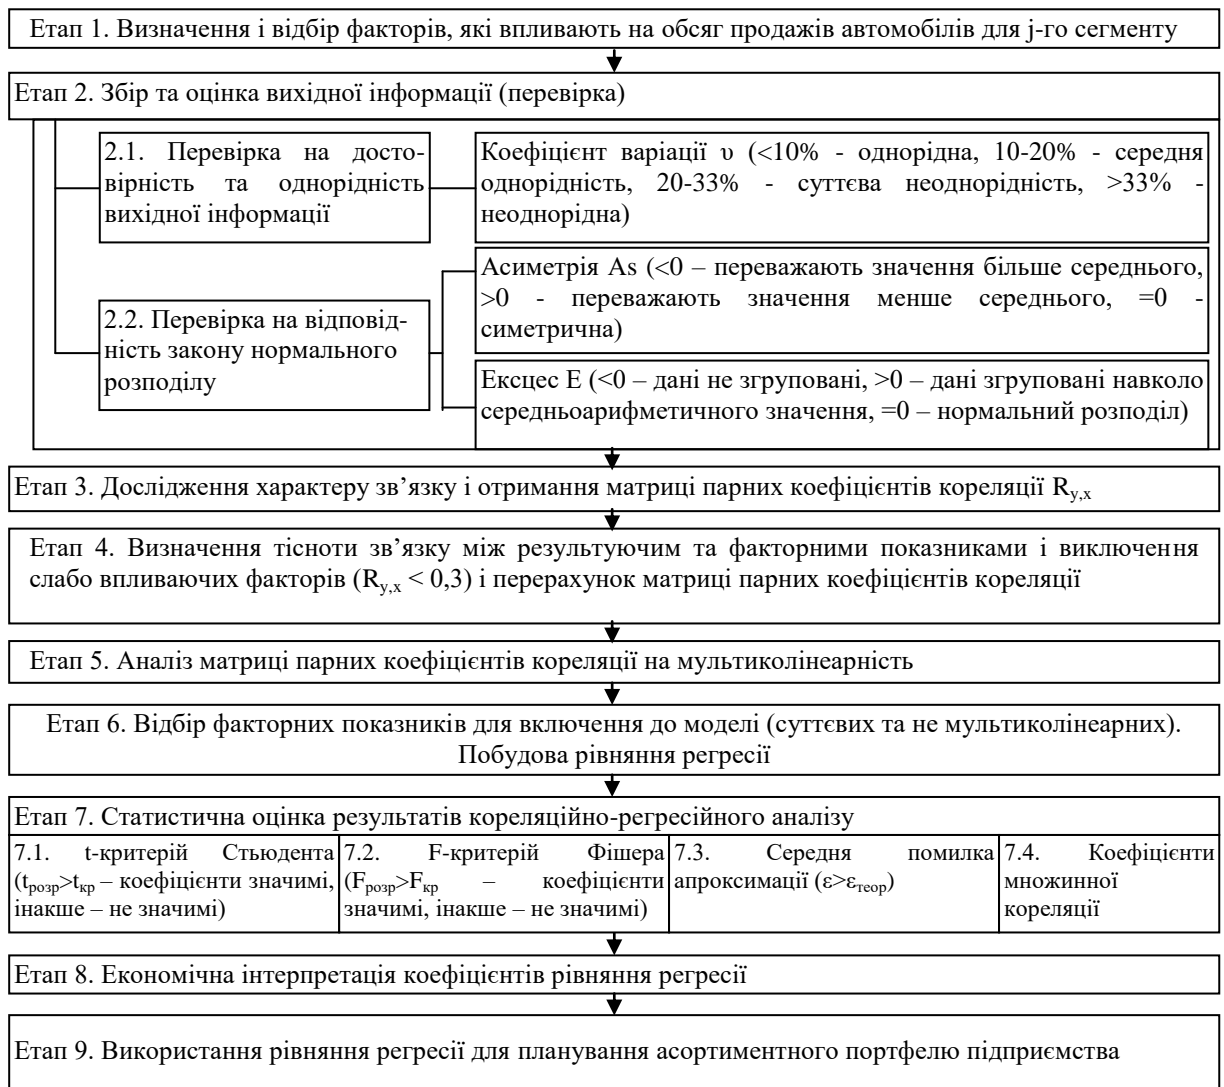 Етап 1. Визначення і відбір факторів, які впливають на обсяг продажів автомобілів для j-го сегменту
Етап 2. Збір та оцінка вихідної інформації (перевірка)
2.1. Перевірка на досто-
вірність та однорідність
вихідної інформації
Коефіцієнт варіації υ (<10% - однорідна, 10-20% - середня
однорідність, 20-33% - суттєва неоднорідність, >33% -
неоднорідна)
2.2. Перевірка на відповід-
ність закону нормального
розподілу
Асиметрія As (<0 – переважають значення більше середнього,
>0 - переважають значення менше середнього, =0 -
симетрична)
Ексцес E (<0 – дані не згруповані, >0 – дані згруповані навколо
середньоарифметичного значення, =0 – нормальний розподіл)
Етап 3. Дослідження характеру зв’язку і отримання матриці парних коефіцієнтів кореляції Ry,x
Етап 4. Визначення тісноти зв’язку між результуючим та факторними показниками і виключення
слабо впливаючих факторів (Ry,x < 0,3) і перерахунок матриці парних коефіцієнтів кореляції
Етап 5. Аналіз матриці парних коефіцієнтів кореляції на мультиколінеарність
Етап 6. Відбір факторних показників для включення до моделі (суттєвих та не мультиколінеарних).
Побудова рівняння регресії
Етап 7. Статистична оцінка результатів кореляційно-регресійного аналізу
7.1. t-критерій Стьюдента
(tрозр>tкр – коефіцієнти значимі,
інакше – не значимі)
7.2. F-критерій Фішера
(Fрозр>Fкр – коефіцієнти
значимі, інакше – не значимі)
7.3. Середня помилка
апроксимації (ε>εтеор)
7.4. Коефіцієнти
множинної
кореляції
Етап 8. Економічна інтерпретація коефіцієнтів рівняння регресії
Етап 9. Використання рівняння регресії для планування асортиментного портфелю підприємства